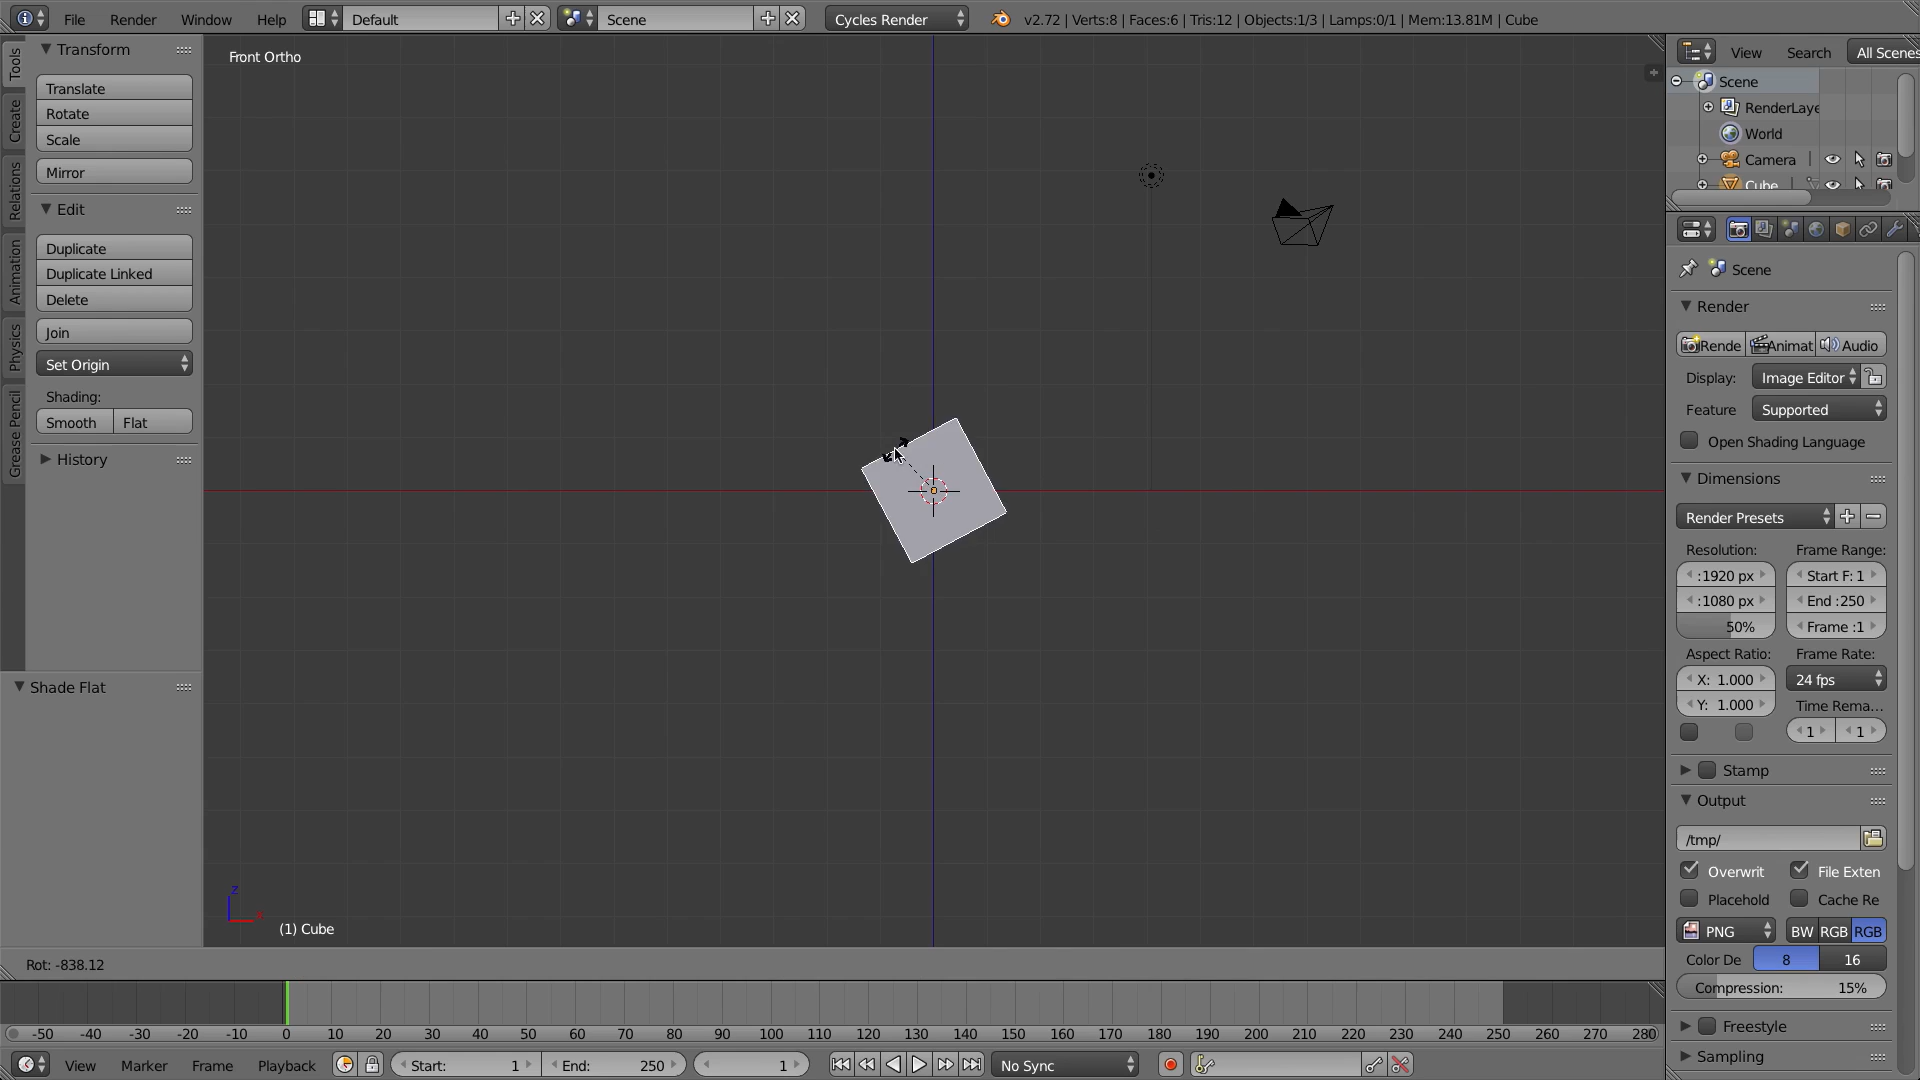 File Render Window Help Default Scene Cycles Render v2.72 | Verts:8 | Faces:6 | Tris:12 | Objects:1/3 | Lamps:0/1 | Mem:13.81M | Cube
Tools
Create
Relations
Animation
Physics
Grease Pencil
Transform
Translate
Rotate
Scale
Mirror
Edit
Duplicate
Duplicate Linked
Delete
Join
Set Origin
Shading:
Smooth Flat
History
Shade Flat
Front Ortho
z
(1) Cube
Rot: -838.12
View Search All Scenes
Scene
RenderLaye
World
Camera
Cube
Scene
Render
Rende Animat Audio
Display: Image Editor
Feature Supported
Open Shading Language
Dimensions
Render Presets
Resolution: Frame Range:
:1920 px Start F: 1
:1080 px End :250
50% Frame :1
Aspect Ratio: Frame Rate:
X: 1.000 24 fps
Y: 1.000 Time Rema...
1 1
Stamp
Output
/tmp/
Overwrit File Exten
Placehold Cache Re
PNG BW RGB RGB
Color De 8 16
Compression: 15%
Freestyle
Sampling
-50 -40 -30 -20 -10 0 10 20 30 40 50 60 70 80 90 100 110 120 130 140 150 160 170 180 190 200 210 220 230 240 250 260 270 280
View Marker Frame Playback Start: 1 End: 250 1 No Sync